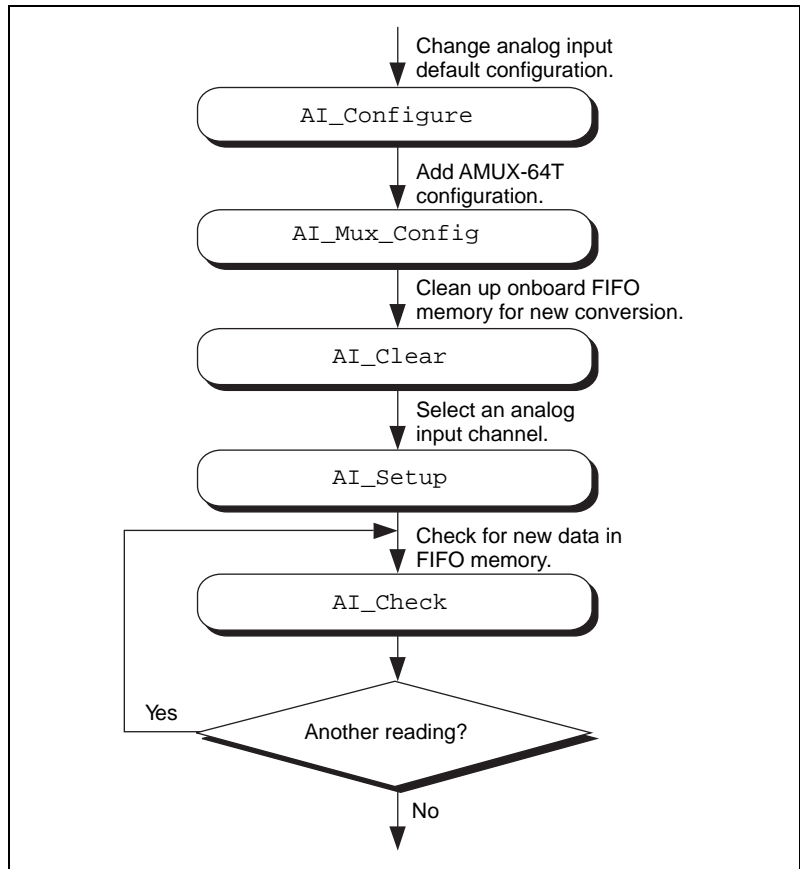 Change analog input
default configuration.
AI_Configure
Add AMUX-64T
configuration.
AI_Mux_Config
Clean up onboard FIFO
memory for new conversion.
AI_Clear
Select an analog
input channel.
AI_Setup
Check for new data in
FIFO memory.
AI_Check
Yes
Another reading?
No